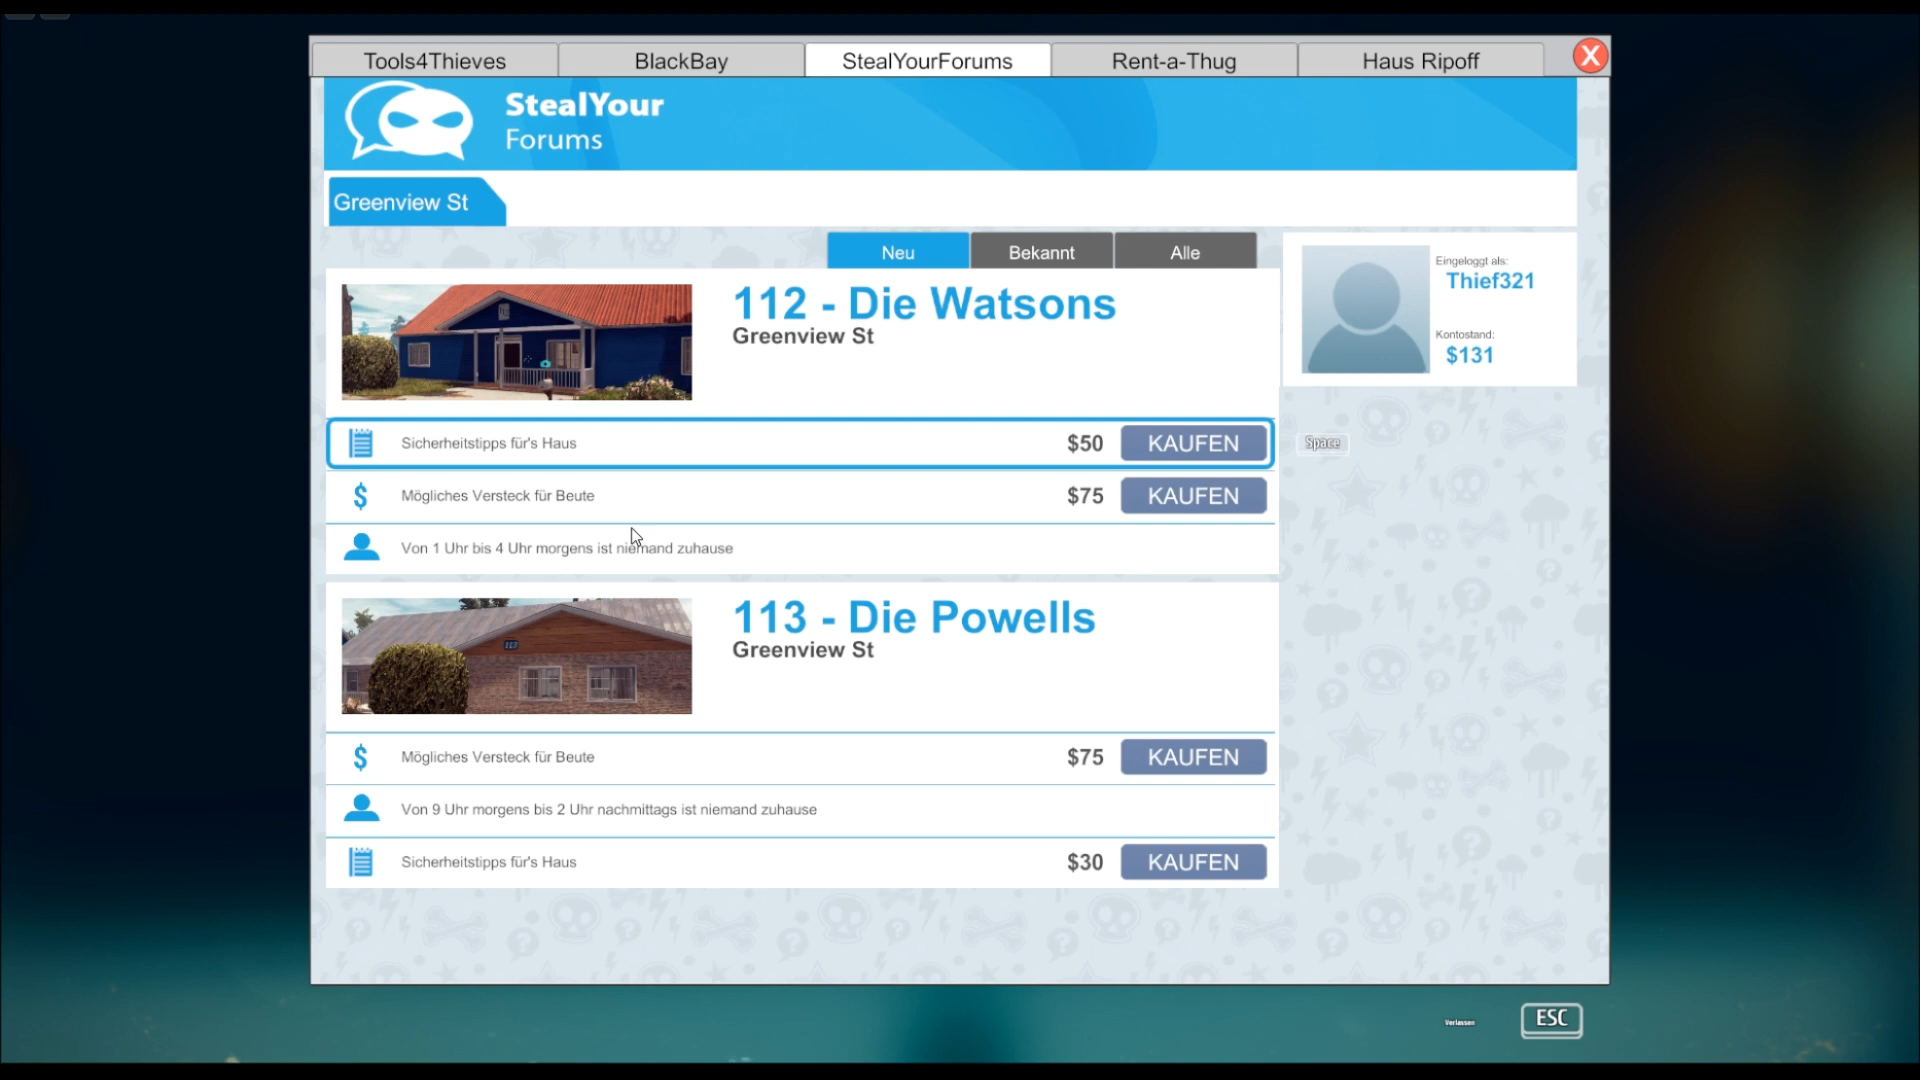 Tools4Thieves
BlackBay
StealYourForums
Rent-a-Thug
Haus Ripoff
X
StealYour
Forums
Greenview St
Neu
Bekannt
Alle
Eingeloggt als:
Thief321
Kontostand:
$131
112 - Die Watsons
Greenview St
Sicherheitstipps für's Haus
$50
KAUFEN
Space
$
Mögliches Versteck für Beute
$75
KAUFEN
Von 1 Uhr bis 4 Uhr morgens ist niemand zuhause
113
113 - Die Powells
Greenview St
$
Mögliches Versteck für Beute
$75
KAUFEN
Von 9 Uhr morgens bis 2 Uhr nachmittags ist niemand zuhause
Sicherheitstipps für's Haus
$30
KAUFEN
Verlassen
ESC